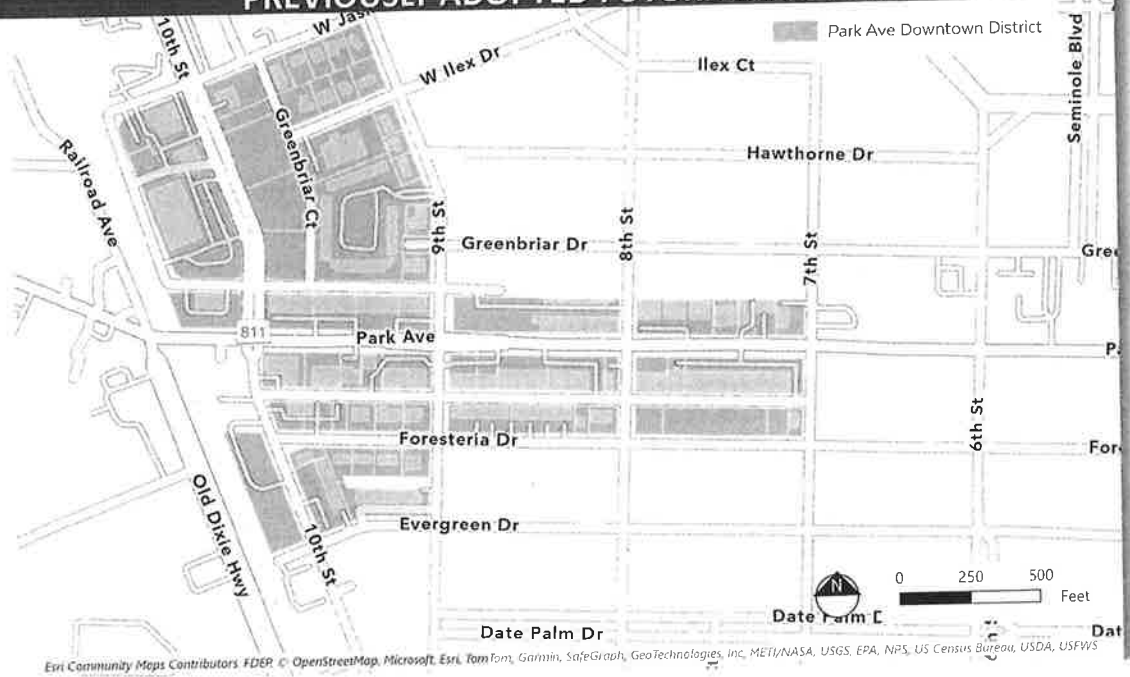 PREVIOUSLY ADOPTED
Park Ave Downtown District
10th St
W Ilex Dr
Ilex Ct
Seminole Blvd
Railroad Ave
Greenbriar Ct
Hawthorne Dr
9th St
Greenbriar Dr
8th St
7th St
811
Park Ave
6th St
Foresteria Dr
Old Dixie Hwy
10th St
Evergreen Dr
N
0 250 500
Feet
Date Palm Dr
Esri Community Maps Contributors, FDEP, © OpenStreetMap, Microsoft, Esri, TomTom, Garmin, SafeGraph, GeoTechnologies, Inc, METI/NASA, USGS, EPA, NPS, US Census Bureau, USDA, USFWS